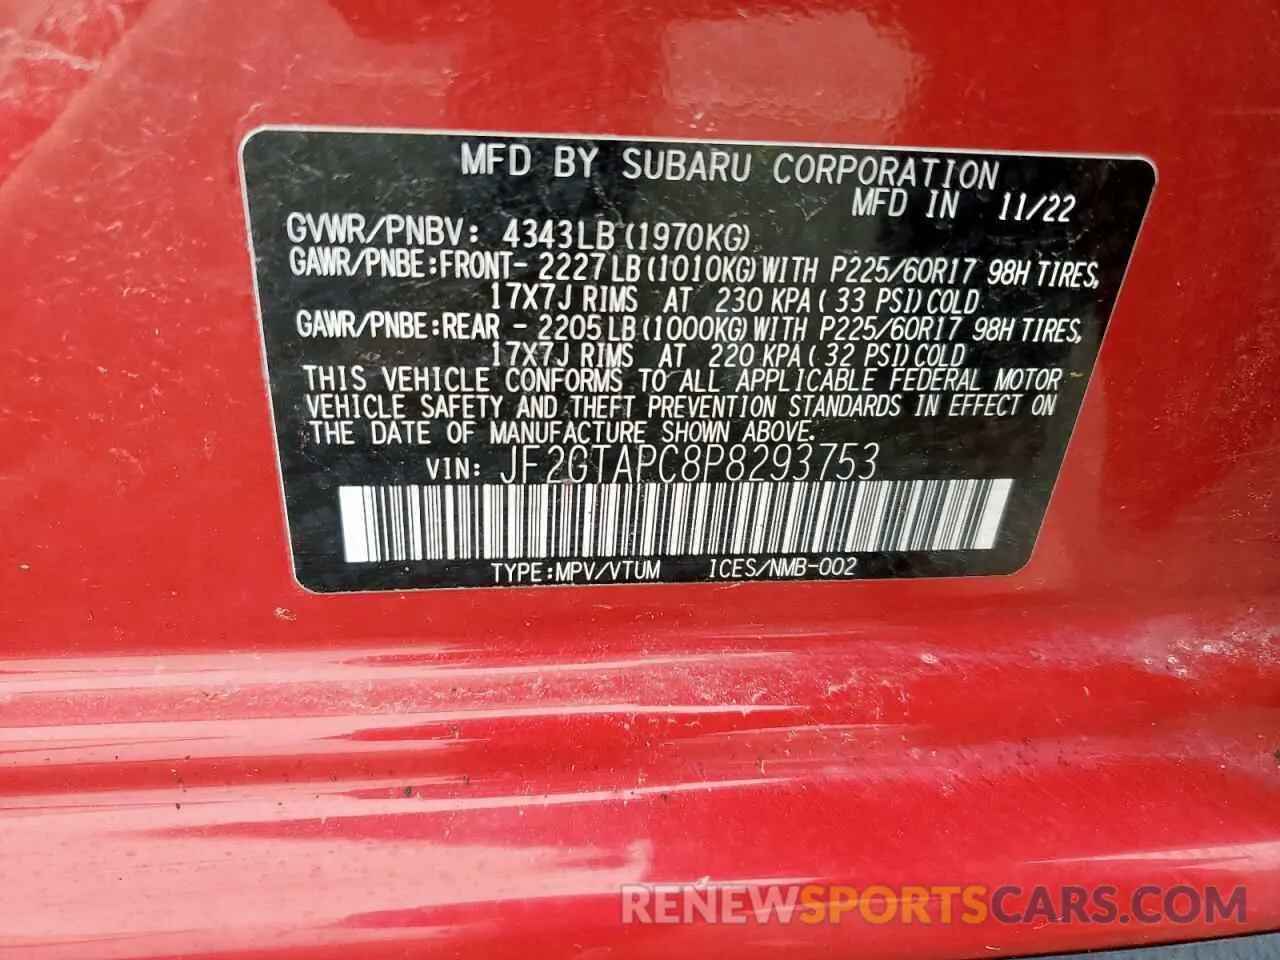 MFD BY SUBARU CORPORATION
MFD IN 11/22
GVWR/PNBV: 4343LB(1970KG)
GAWR/PNBE:FRONT- 2227LB(1010KG)WITH P225/60R17 98H TIRES,
17X7J RIMS AT 230 KPA( 33 PSI)COLD
GAWR/PNBE:REAR - 2205LB(1000KG)WITH P225/60R17 98H TIRES,
17X7J RIMS AT 220 KPA( 32 PSI)COLD
THIS VEHICLE CONFORMS TO ALL APPLICABLE FEDERAL MOTOR
VEHICLE SAFETY AND THEFT PREVENTION STANDARDS IN EFFECT ON
THE DATE OF MANUFACTURE SHOWN ABOVE.
VIN: JF2GTAPC8P8293753
TYPE:MPV/VTUM ICES/NMB-002
RENEWSPORTSCARS.COM